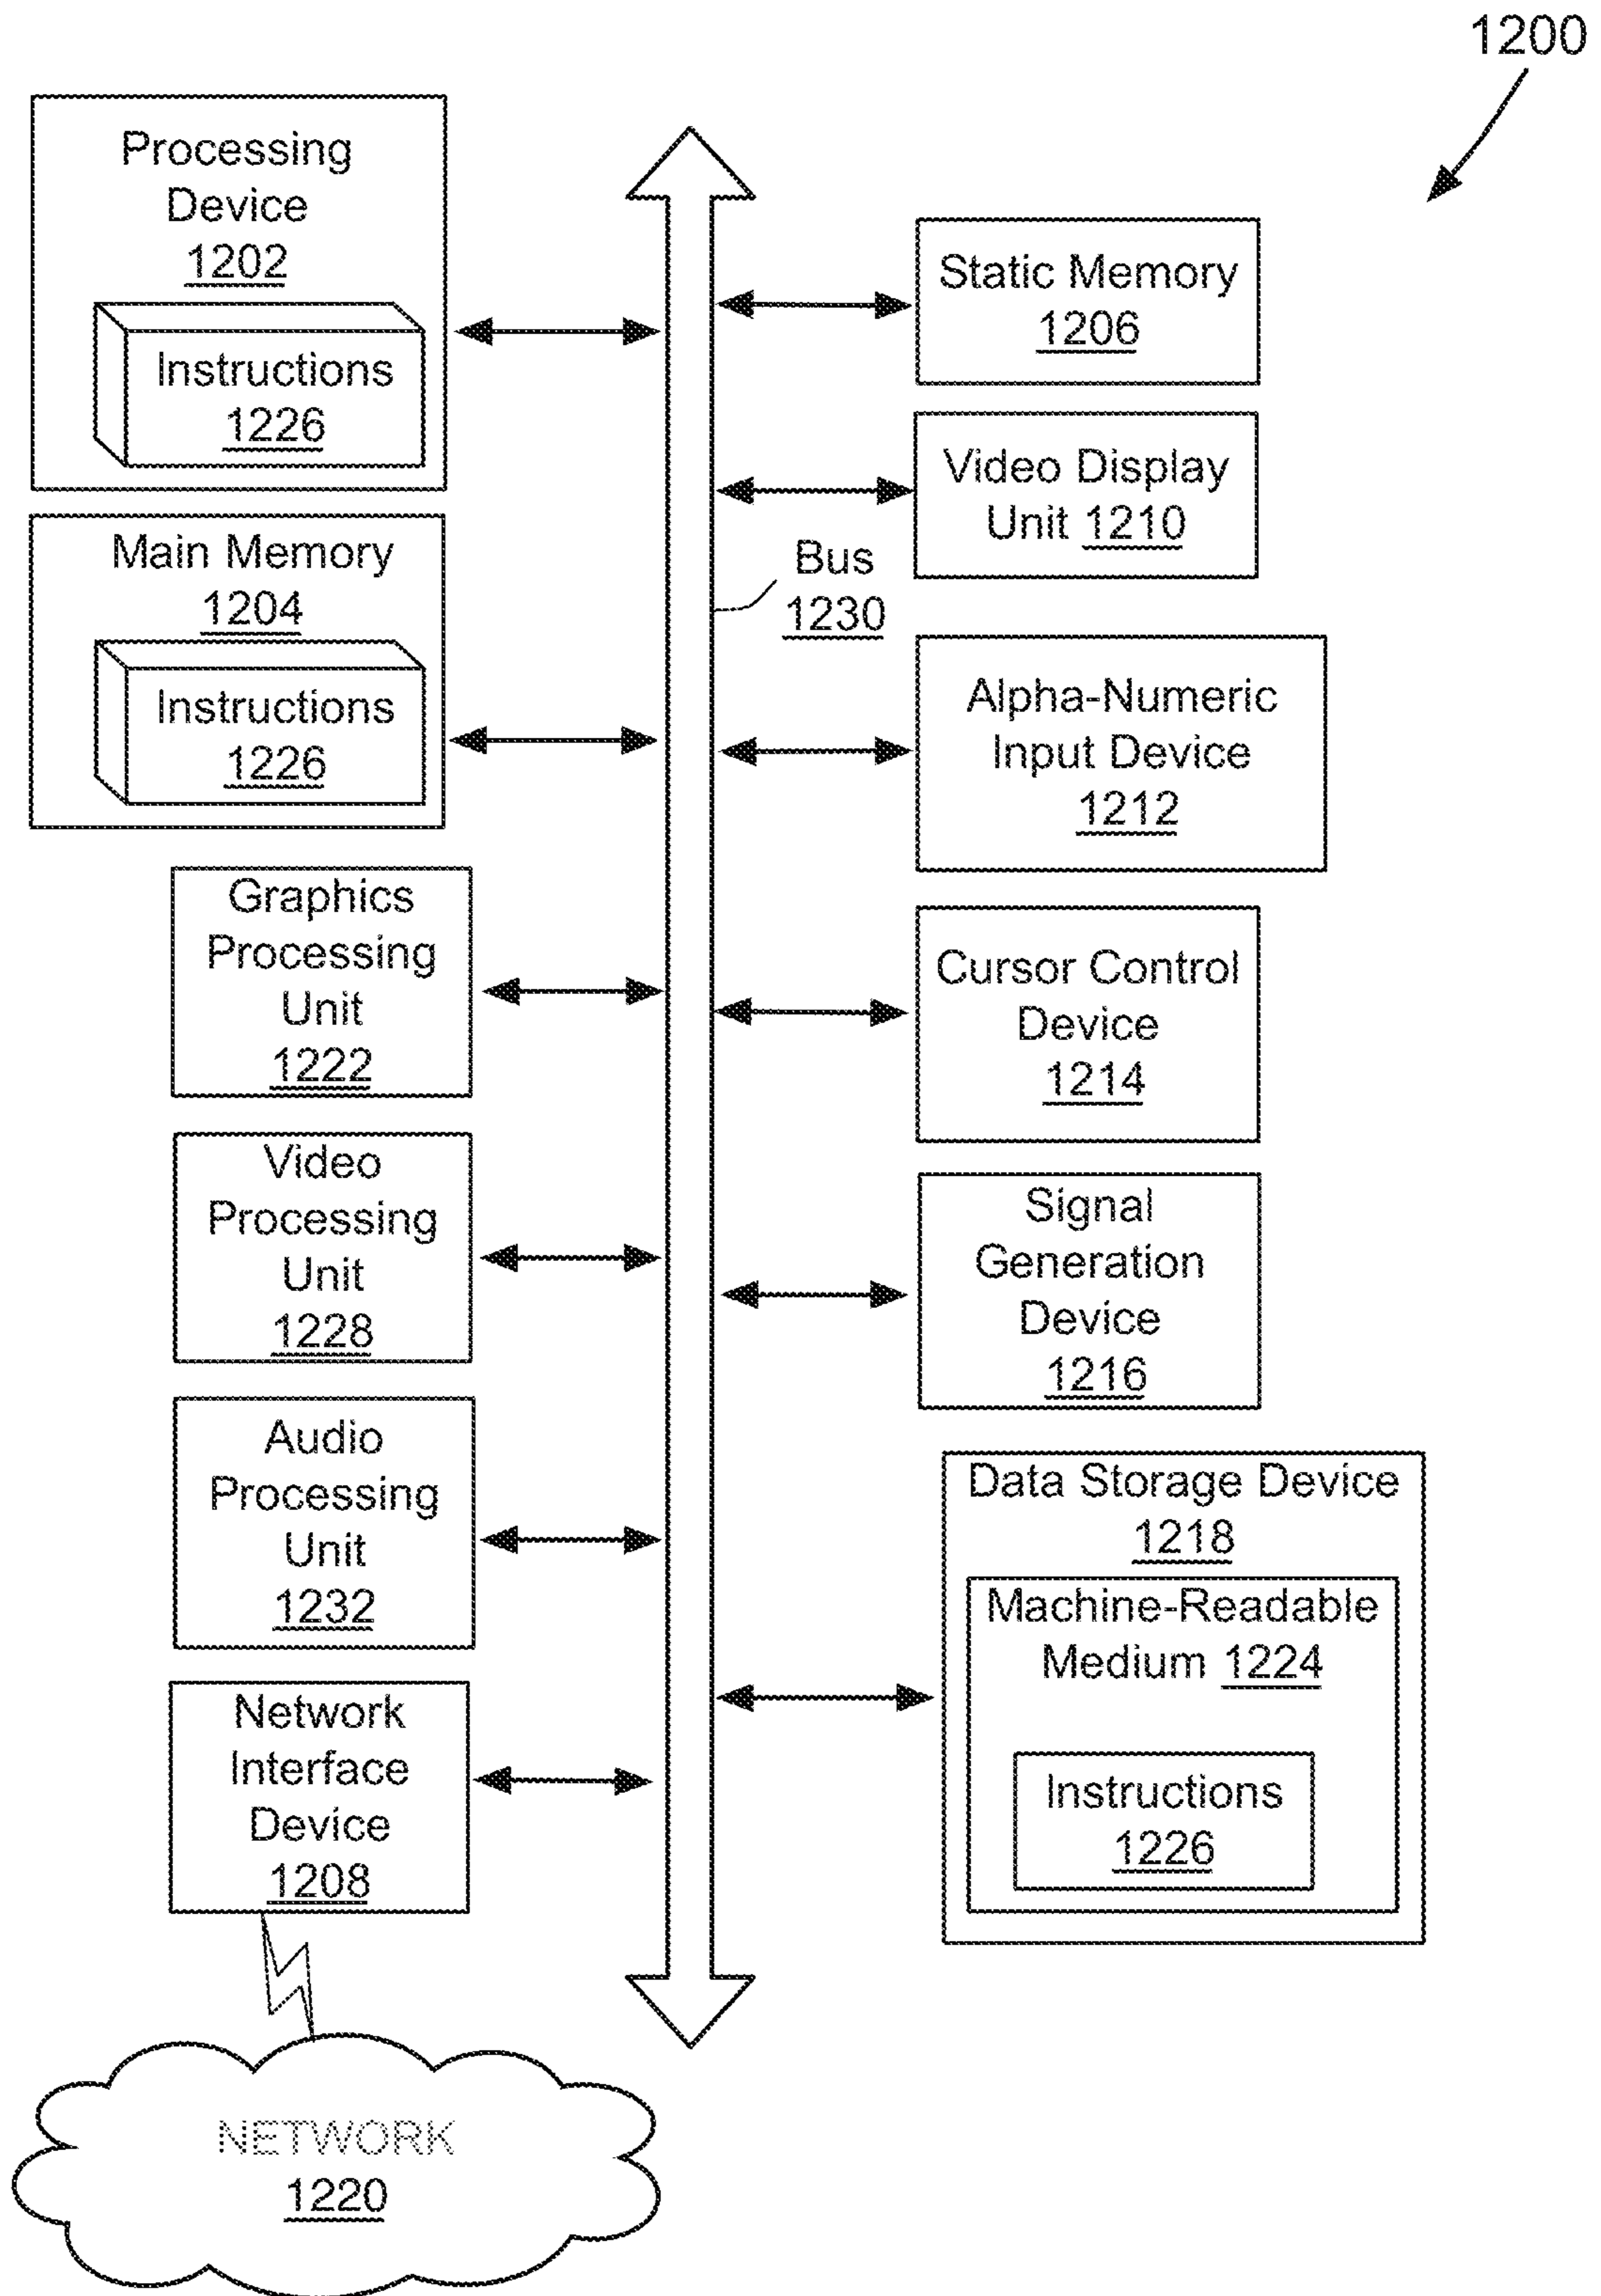 1200
Processing
Device
1202
Instructions
1226
Main Memory
1204
Instructions
1226
Graphics
Processing
Unit
1222
Video
Processing
Unit
1228
Audio
Processing
Unit
1232
Network
Interface
Device
1208
NETWORK
1220
Bus
1230
Static Memory
1206
Video Display
Unit 1210
Alpha-Numeric
Input Device
1212
Cursor Control
Device
1214
Signal
Generation
Device
1216
Data Storage Device
1218
Machine-Readable
Medium 1224
Instructions
1226